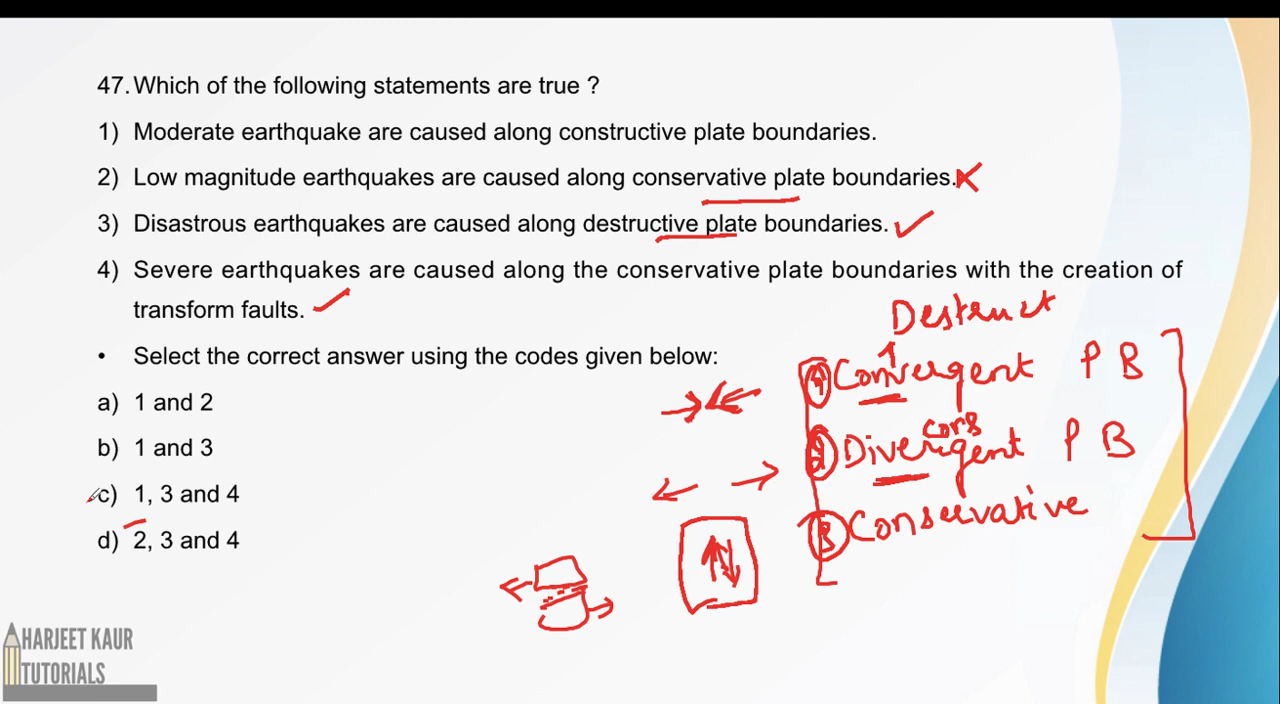 47. Which of the following statements are true ?
1) Moderate earthquake are caused along constructive plate boundaries.
2) Low magnitude earthquakes are caused along conservative plate boundaries.
3) Disastrous earthquakes are caused along destructive plate boundaries.
4) Severe earthquakes are caused along the conservative plate boundaries with the creation of
transform faults.
Destruct
• Select the correct answer using the codes given below:
Convergent P B
a) 1 and 2
cons
b) 1 and 3
Divergent P B
c) 1, 3 and 4
Conservative
d) 2, 3 and 4
HARJEET KAUR
TUTORIALS